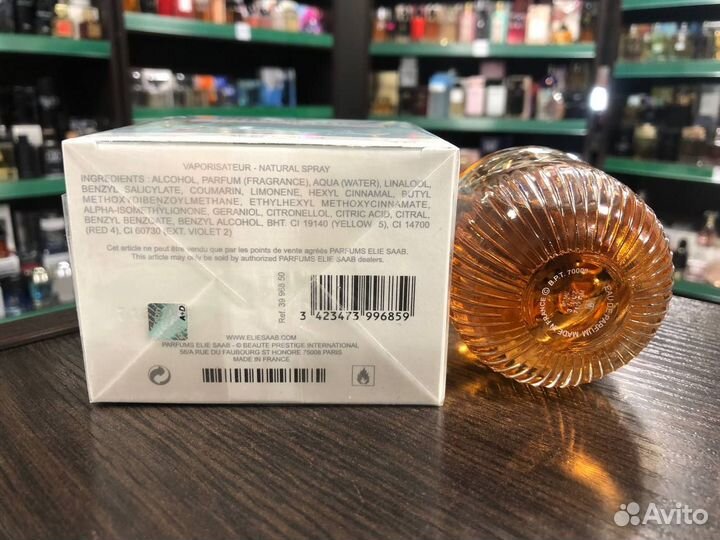 VAPORISATEUR - NATURAL SPRAY
INGREDIENTS : ALCOHOL, PARFUM (FRAGRANCE), AQUA (WATER), LINALOOL,
BENZYL SALICYLATE, COUMARIN, LIMONENE, HEXYL CINNAMAL, BUTYL
METHOXYDIBENZOYLMETHANE, ETHYLHEXYL METHOXYCINNAMATE,
ALPHA-ISOMETHYLIONONE, GERANIOL, CITRONELLOL, CITRIC ACID, CITRAL,
BENZYL BENZOATE, BENZYL ALCOHOL, BHT. CI 19140 (YELLOW 5), CI 14700
(RED 4), CI 60730 (EXT. VIOLET 2)
Cet article ne peut être vendu que par les points de vente agréés PARFUMS ELIE SAAB.
This article may only be sold by authorized PARFUMS ELIE SAAB dealers.
Ref. 39 968 50
3 423473 996859
A-D
WWW.ELIESAAB.COM
PARFUMS ELIE SAAB - © BEAUTE PRESTIGE INTERNATIONAL
56/A RUE DU FAUBOURG ST HONORE 75008 PARIS
MADE IN FRANCE
© B.P.T. 75008
EAU DE PARFUM MADE IN FRANCE
Avito